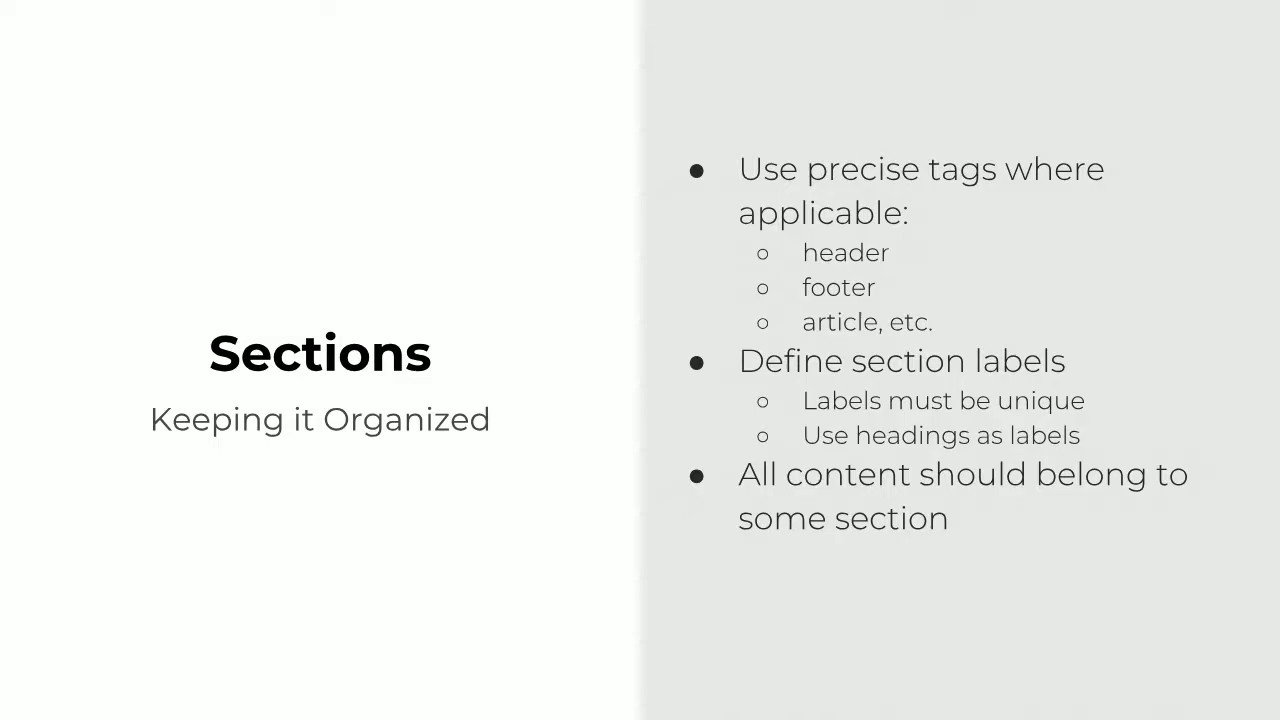 Sections
Keeping it Organized
● Use precise tags where
applicable:
○ header
○ footer
○ article, etc.
● Define section labels
○ Labels must be unique
○ Use headings as labels
● All content should belong to
some section